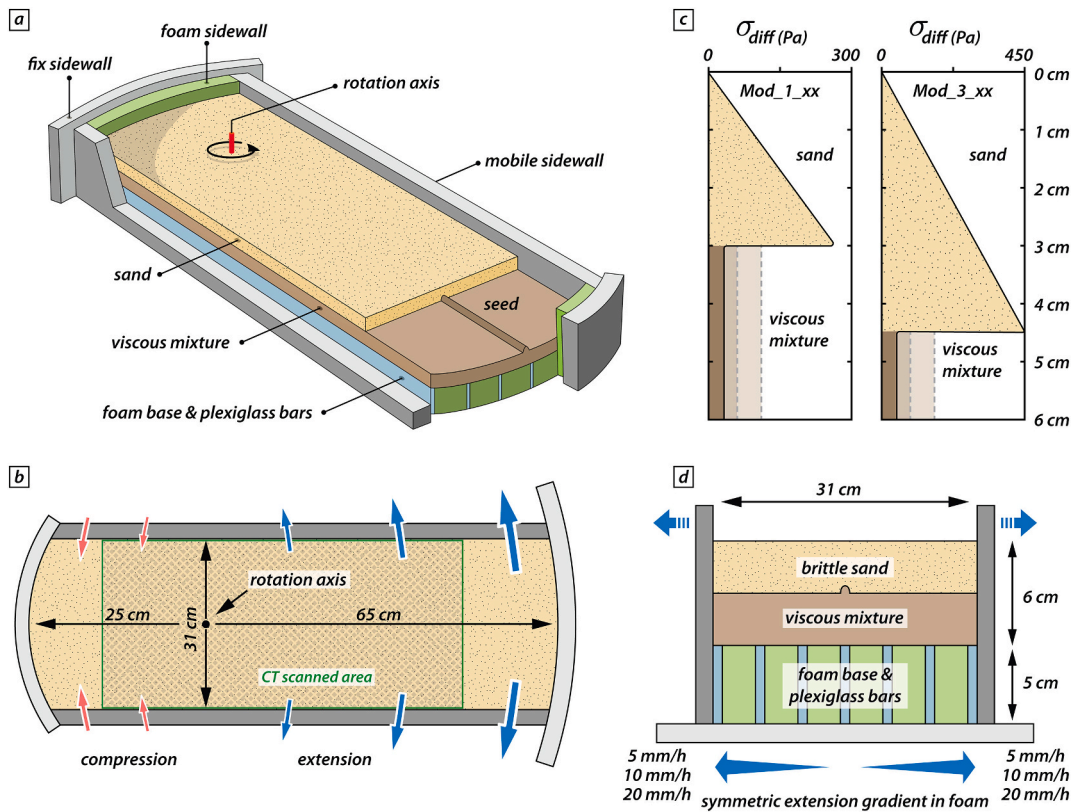 a
foam sidewall
fix sidewall
rotation axis
mobile sidewall
sand
seed
viscous mixture
foam base & plexiglass bars
b
rotation axis
25 cm
65 cm
31 cm
CT scanned area
compression
extension
c
σdiff (Pa)
σdiff (Pa)
0
300
0
450
0 cm
Mod_1_xx
Mod_3_xx
1 cm
sand
sand
2 cm
3 cm
viscous
mixture
4 cm
viscous
mixture
5 cm
6 cm
d
31 cm
brittle sand
6 cm
viscous mixture
foam base &
plexiglass bars
5 cm
5 mm/h
10 mm/h
20 mm/h
5 mm/h
10 mm/h
20 mm/h
symmetric extension gradient in foam